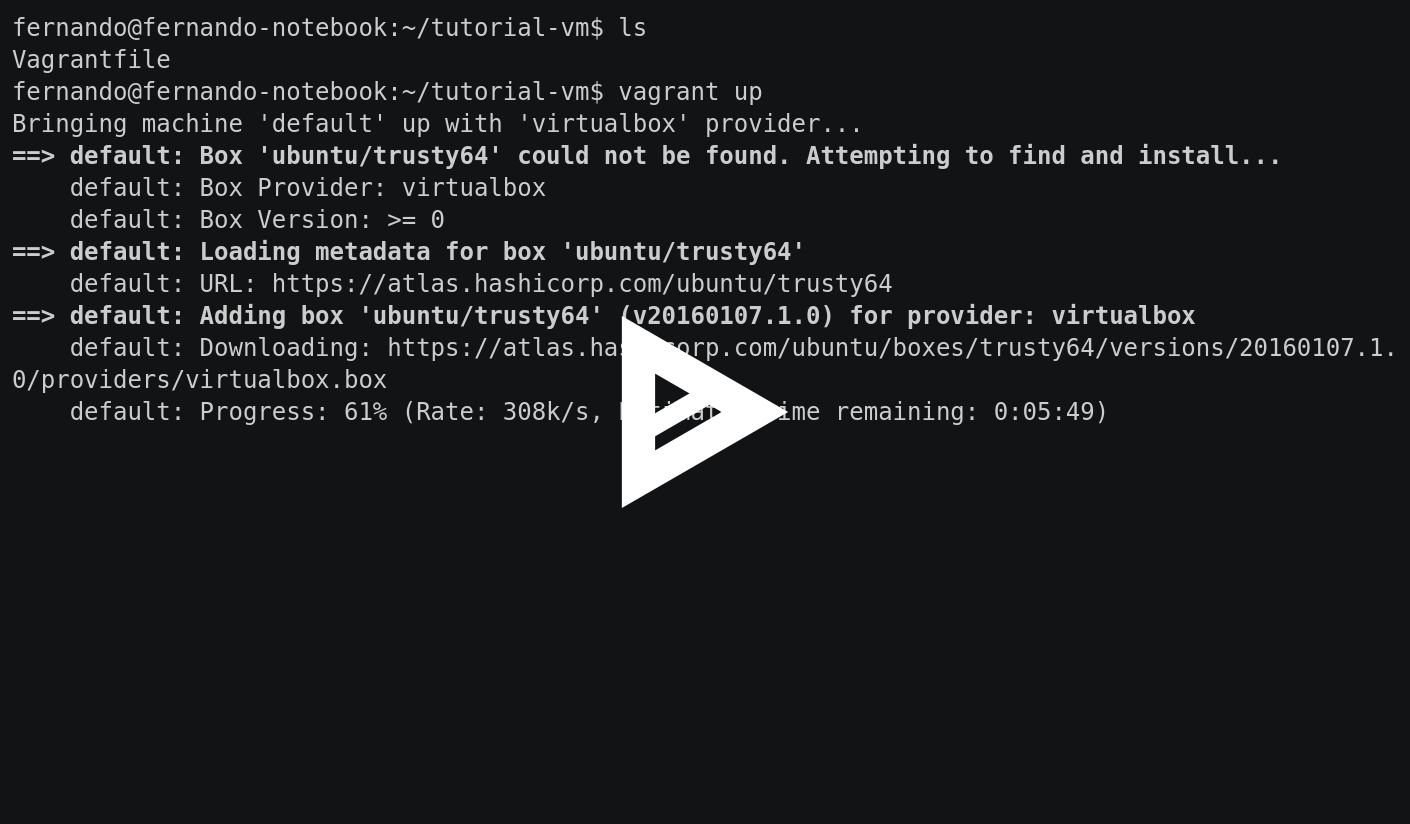 fernando@fernando-notebook:~/tutorial-vm$ ls
Vagrantfile
fernando@fernando-notebook:~/tutorial-vm$ vagrant up
Bringing machine 'default' up with 'virtualbox' provider...
==> default: Box 'ubuntu/trusty64' could not be found. Attempting to find and install...
    default: Box Provider: virtualbox
    default: Box Version: >= 0
==> default: Loading metadata for box 'ubuntu/trusty64'
    default: URL: https://atlas.hashicorp.com/ubuntu/trusty64
==> default: Adding box 'ubuntu/trusty64' (v20160107.1.0) for provider: virtualbox
    default: Downloading: https://atlas.hashicorp.com/ubuntu/boxes/trusty64/versions/20160107.1.
0/providers/virtualbox.box
    default: Progress: 61% (Rate: 308k/s, Estimated time remaining: 0:05:49)